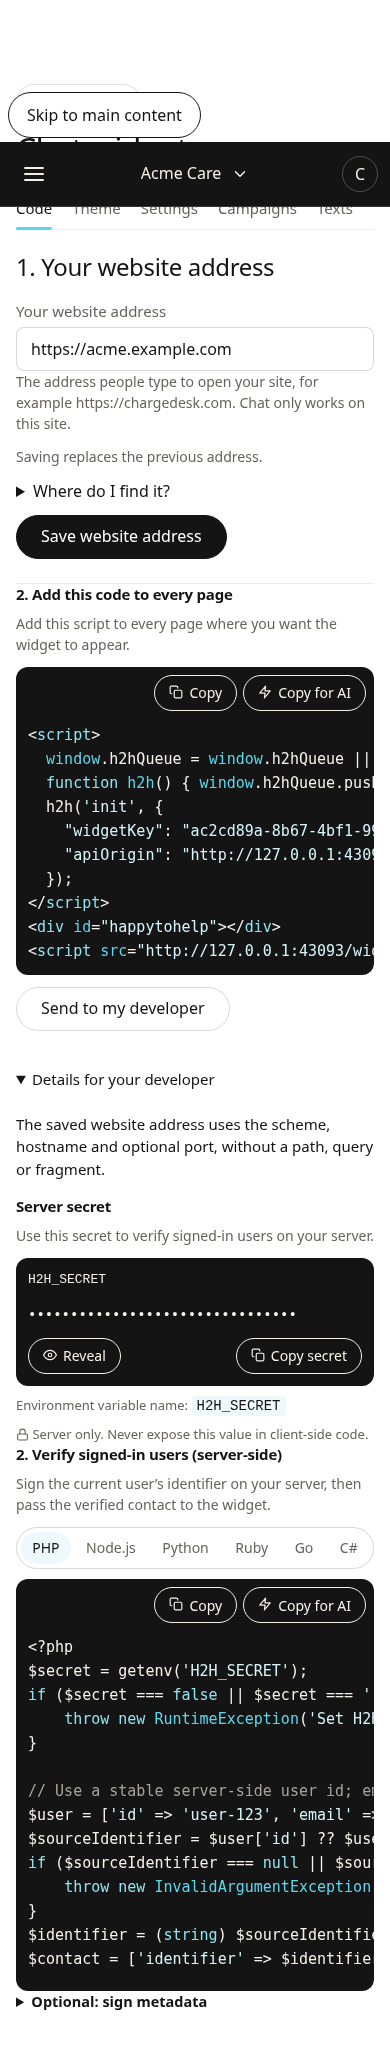 Skip to main content
Acme Care
C
Code Theme Settings Campaigns Texts
1. Your website address
Your website address
https://acme.example.com
The address people type to open your site, for
example https://chargedesk.com. Chat only works on
this site.
Saving replaces the previous address.
Where do I find it?
Save website address
2. Add this code to every page
Add this script to every page where you want the
widget to appear.
Copy Copy for AI
<script>
window.h2hQueue = window.h2hQueue ||
function h2h() { window.h2hQueue.push
h2h('init', {
"widgetKey": "ac2cd89a-8b67-4bf1-99
"apiOrigin": "http://127.0.0.1:4309
});
</script>
<div id="happytohelp"></div>
<script src="http://127.0.0.1:43093/wid
Send to my developer
Details for your developer
The saved website address uses the scheme,
hostname and optional port, without a path, query
or fragment.
Server secret
Use this secret to verify signed-in users on your server.
H2H_SECRET
••••••••••••••••••••••••••••••••
Reveal Copy secret
Environment variable name: H2H_SECRET
Server only. Never expose this value in client-side code.
2. Verify signed-in users (server-side)
Sign the current user’s identifier on your server, then
pass the verified contact to the widget.
PHP Node.js Python Ruby Go C#
Copy Copy for AI
<?php
$secret = getenv('H2H_SECRET');
if ($secret === false || $secret === '
throw new RuntimeException('Set H2H
}
// Use a stable server-side user id; em
$user = ['id' => 'user-123', 'email' =>
$sourceIdentifier = $user['id'] ?? $use
if ($sourceIdentifier === null || $sour
throw new InvalidArgumentException
}
$identifier = (string) $sourceIdentifie
$contact = ['identifier' => $identifier
Optional: sign metadata